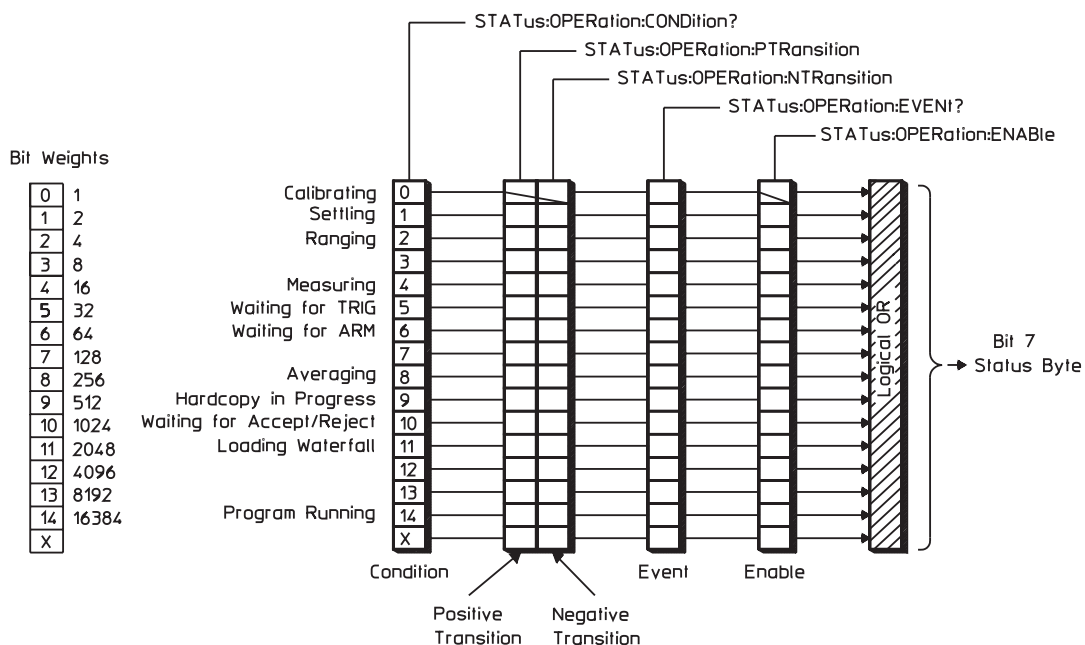 STATus:OPERation:CONDition?
STATus:OPERation:PTRansition
STATus:OPERation:NTRansition
STATus:OPERation:EVENt?
STATus:OPERation:ENABle
Bit Weights
0 1
1 2
2 4
3 8
4 16
5 32
6 64
7 128
8 256
9 512
10 1024
11 2048
12 4096
13 8192
14 16384
X
Calibrating 0
Settling 1
Ranging 2
3
Measuring 4
Waiting for TRIG 5
Waiting for ARM 6
7
Averaging 8
Hardcopy in Progress 9
Waiting for Accept/Reject 10
Loading Waterfall 11
12
13
Program Running 14
X
Logical OR
Bit 7
Status Byte
Condition
Event
Enable
Positive
Transition
Negative
Transition